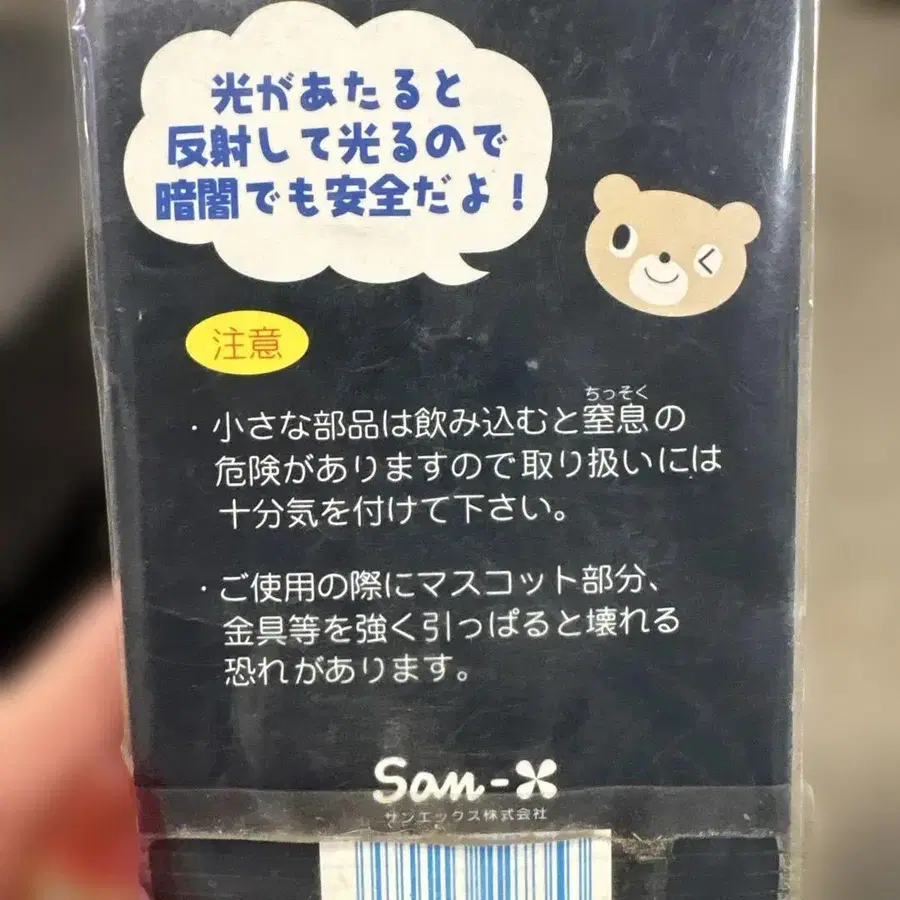 光があたると
反射して光るので
暗闇でも安全だよ！
注意
・小さな部品は飲み込むと窒息の
ちっそく
危険がありますので取り扱いには
十分気を付けて下さい。
・ご使用の際にマスコット部分、
金具等を強く引っぱると壊れる
恐れがあります。
San-X
サンエックス株式会社